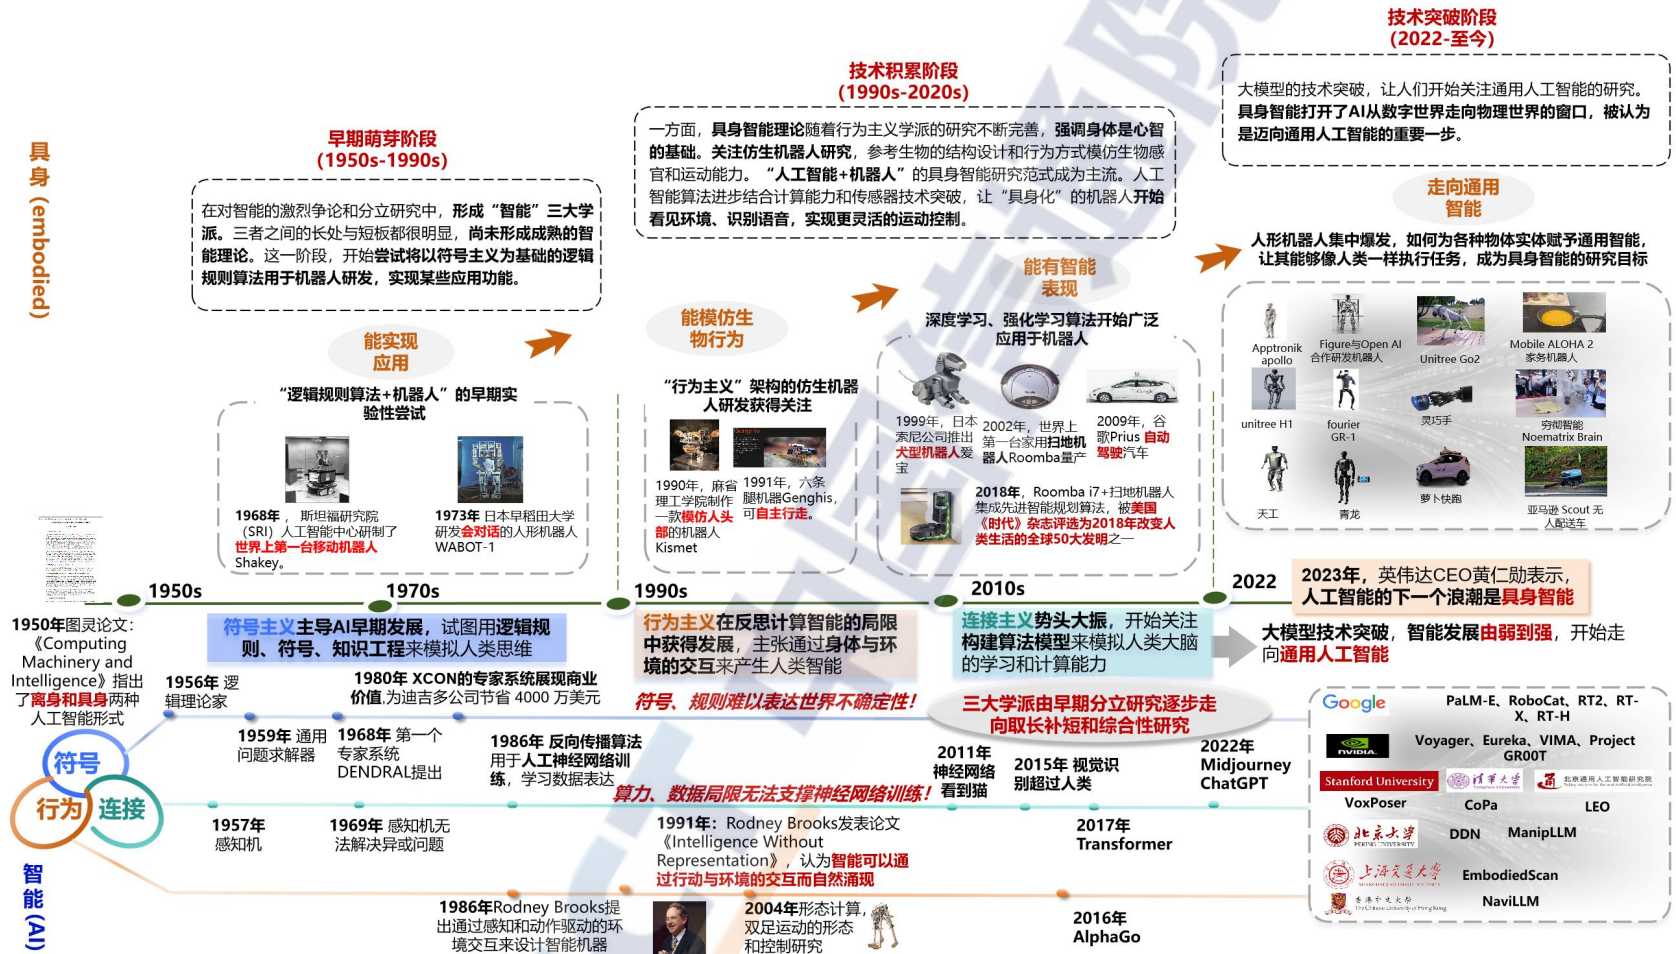 技术突破阶段
(2022-至今)
大模型的技术突破，让人们开始关注通用人工智能的研究。
具身智能打开了AI从数字世界走向物理世界的窗口，被认为
是迈向通用人工智能的重要一步。
技术积累阶段
(1990s-2020s)
一方面，具身智能理论随着行为主义学派的研究不断完善，强调身体是心智
的基础。关注仿生机器人研究，参考生物的结构设计和行为方式模仿生物感
官和运动能力。“人工智能+机器人”的具身智能研究范式成为主流。人工
智能算法进步结合计算能力和传感器技术突破，让“具身化”的机器人开始
看见环境、识别语音，实现更灵活的运动控制。
早期萌芽阶段
(1950s-1990s)
在对智能的激烈争论和分立研究中，形成“智能”三大学
派。三者之间的长处与短板都很明显，尚未形成成熟的智
能理论。这一阶段，开始尝试将以符号主义为基础的逻辑
规则算法用于机器人研发，实现某些应用功能。
具身 (embodied)
能实现
应用
“逻辑规则算法+机器人”的早期实
验性尝试
1968年 ，斯坦福研究院
（SRI）人工智能中心研制了
世界上第一台移动机器人
Shakey。
1973年 日本早稻田大学
研发会对话的人形机器人
WABOT-1
能模仿生
物行为
“行为主义”架构的仿生机器
人研发获得关注
1990年，麻省
理工学院制作
一款模仿人头
部的机器人
Kismet
1991年，六条
腿机器Genghis，
可自主行走。
能有智能
表现
深度学习、强化学习算法开始广泛
应用于机器人
1999年，日本
索尼公司推出
犬型机器人爱
宝
2002年，世界上
第一台家用扫地机
器人Roomba量产
2009年，谷
歌Prius 自动
驾驶汽车
2018年，Roomba i7+扫地机器人
集成先进智能规划算法，被美国
《时代》杂志评选为2018年改变人
类生活的全球50大发明之一
走向通用
智能
人形机器人集中爆发，如何为各种物体实体赋予通用智能，
让其能够像人类一样执行任务，成为具身智能的研究目标
Apptronik
apollo
Figure与Open AI
合作研发机器人
Unitree Go2
Mobile ALOHA 2
家务机器人
unitree H1
fourier
GR-1
灵巧手
穷彻智能
Noematrix Brain
天工
青龙
萝卜快跑
亚马逊 Scout 无
人配送车
1950s
1970s
1990s
2010s
2022
2023年，英伟达CEO黄仁勋表示，
人工智能的下一个浪潮是具身智能
1950年图灵论文：
《Computing
Machinery and
Intelligence》指出
了离身和具身两种
人工智能形式
符号主义主导AI早期发展，试图用逻辑规
则、符号、知识工程来模拟人类思维
行为主义在反思计算智能的局限
中获得发展，主张通过身体与环
境的交互来产生人类智能
连接主义势头大振，开始关注
构建算法模型来模拟人类大脑
的学习和计算能力
大模型技术突破，智能发展由弱到强，开始走
向通用人工智能
1956年 逻
辑理论家
1980年 XCON的专家系统展现商业
价值,为迪吉多公司节省 4000 万美元
符号、规则难以表达世界不确定性！
三大学派由早期分立研究逐步走
向取长补短和综合性研究
1959年 通用
问题求解器
1968年 第一个
专家系统
DENDRAL提出
1986年 反向传播算法
用于人工神经网络训
练，学习数据表达
算力、数据局限无法支撑神经网络训练！
2011年
神经网络
看到猫
2015年 视觉识
别超过人类
2022年
Midjourney
ChatGPT
符号
行为
连接
1957年
感知机
1969年 感知机无
法解决异或问题
1991年：Rodney Brooks发表论文
《Intelligence Without
Representation》，认为智能可以通
过行动与环境的交互而自然涌现
2017年
Transformer
智能 (AI)
1986年Rodney Brooks提
出通过感知和动作驱动的环
境交互来设计智能机器
2004年形态计算，
双足运动的形态
和控制研究
2016年
AlphaGo
Google
PaLM-E、RoboCat、RT2、RT-
X、RT-H
NVIDIA.
Voyager、Eureka、VIMA、Project
GR00T
Stanford University
清华大学
北京通用人工智能研究院
VoxPoser
CoPa
LEO
北京大学
PEKING UNIVERSITY
DDN
ManipLLM
上海交通大学
EmbodiedScan
香港中文大学
The Chinese University of Hong Kong
NaviLLM